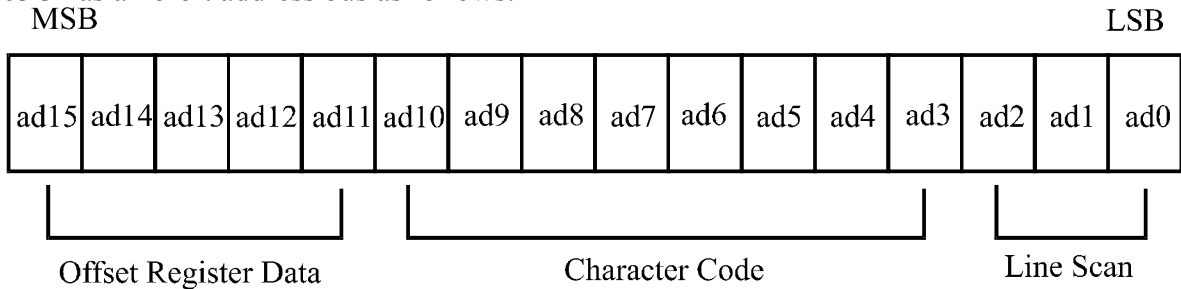 MSB LSB
ad15 ad14 ad13 ad12 ad11 ad10 ad9 ad8 ad7 ad6 ad5 ad4 ad3 ad2 ad1 ad0
Offset Register Data Character Code Line Scan